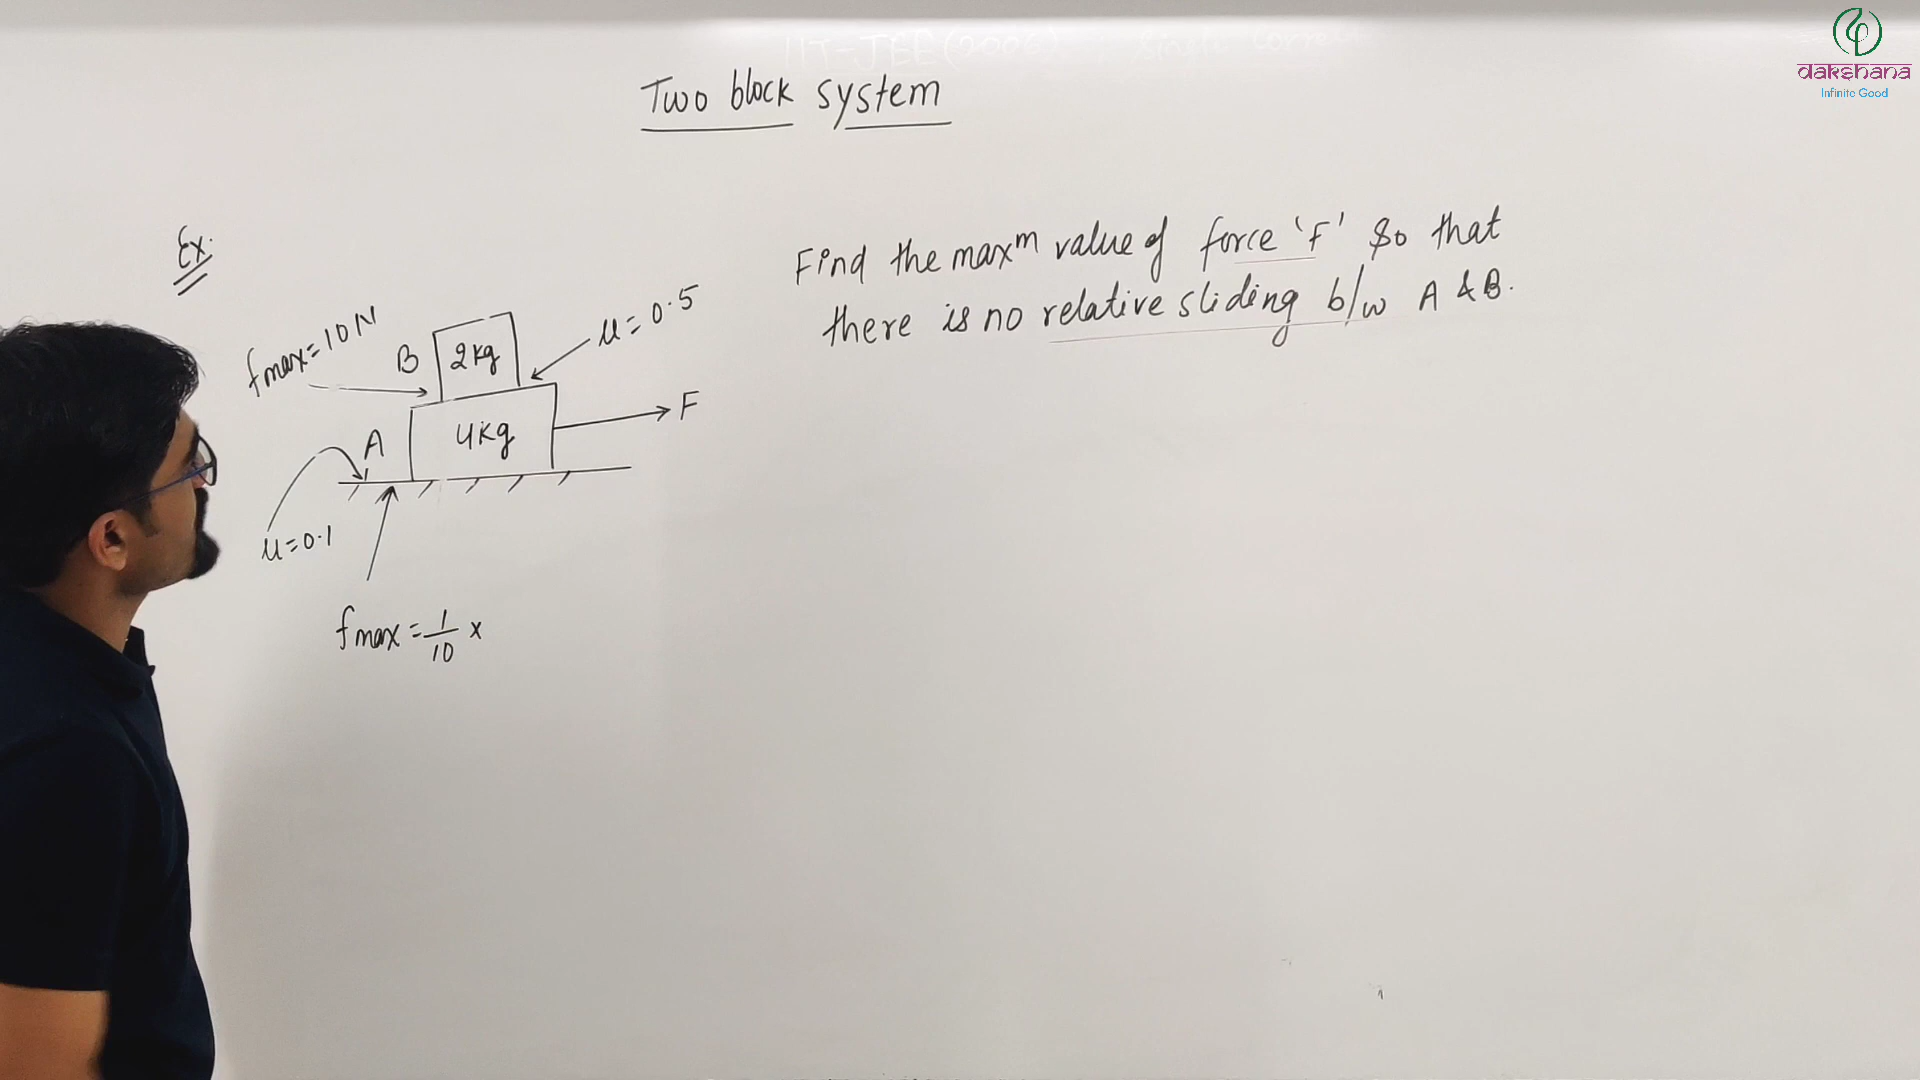 Two block system
Ex.
Find the maxm value of force 'F' So that
there is no relative sliding b/w A & B.
fmax = 10 N
B
2kg
μ = 0.5
A
4kg
F
μ = 0.1
fmax = 1/10 ×
dakshana
Infinite Good